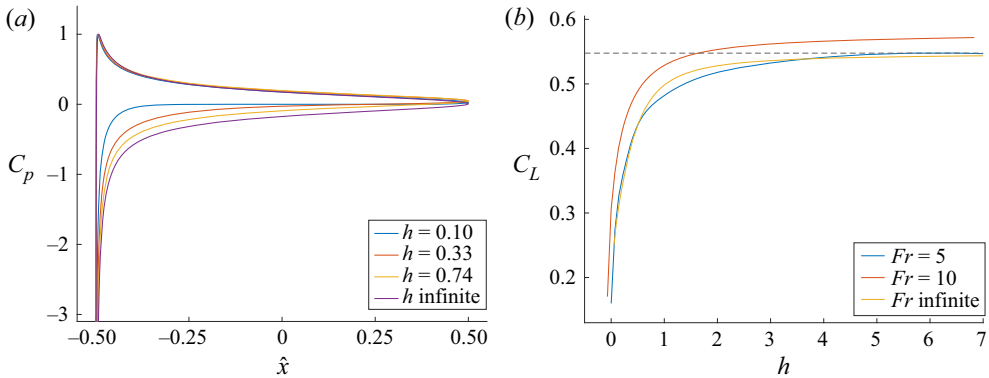 (a)
1
0
–1
–2
–3
C_p
–0.50
–0.25
0
0.25
0.50
x̂
h = 0.10
h = 0.33
h = 0.74
h infinite
(b)
0.6
0.5
0.4
0.3
0.2
C_L
0
1
2
3
4
5
6
7
h
Fr = 5
Fr = 10
Fr infinite